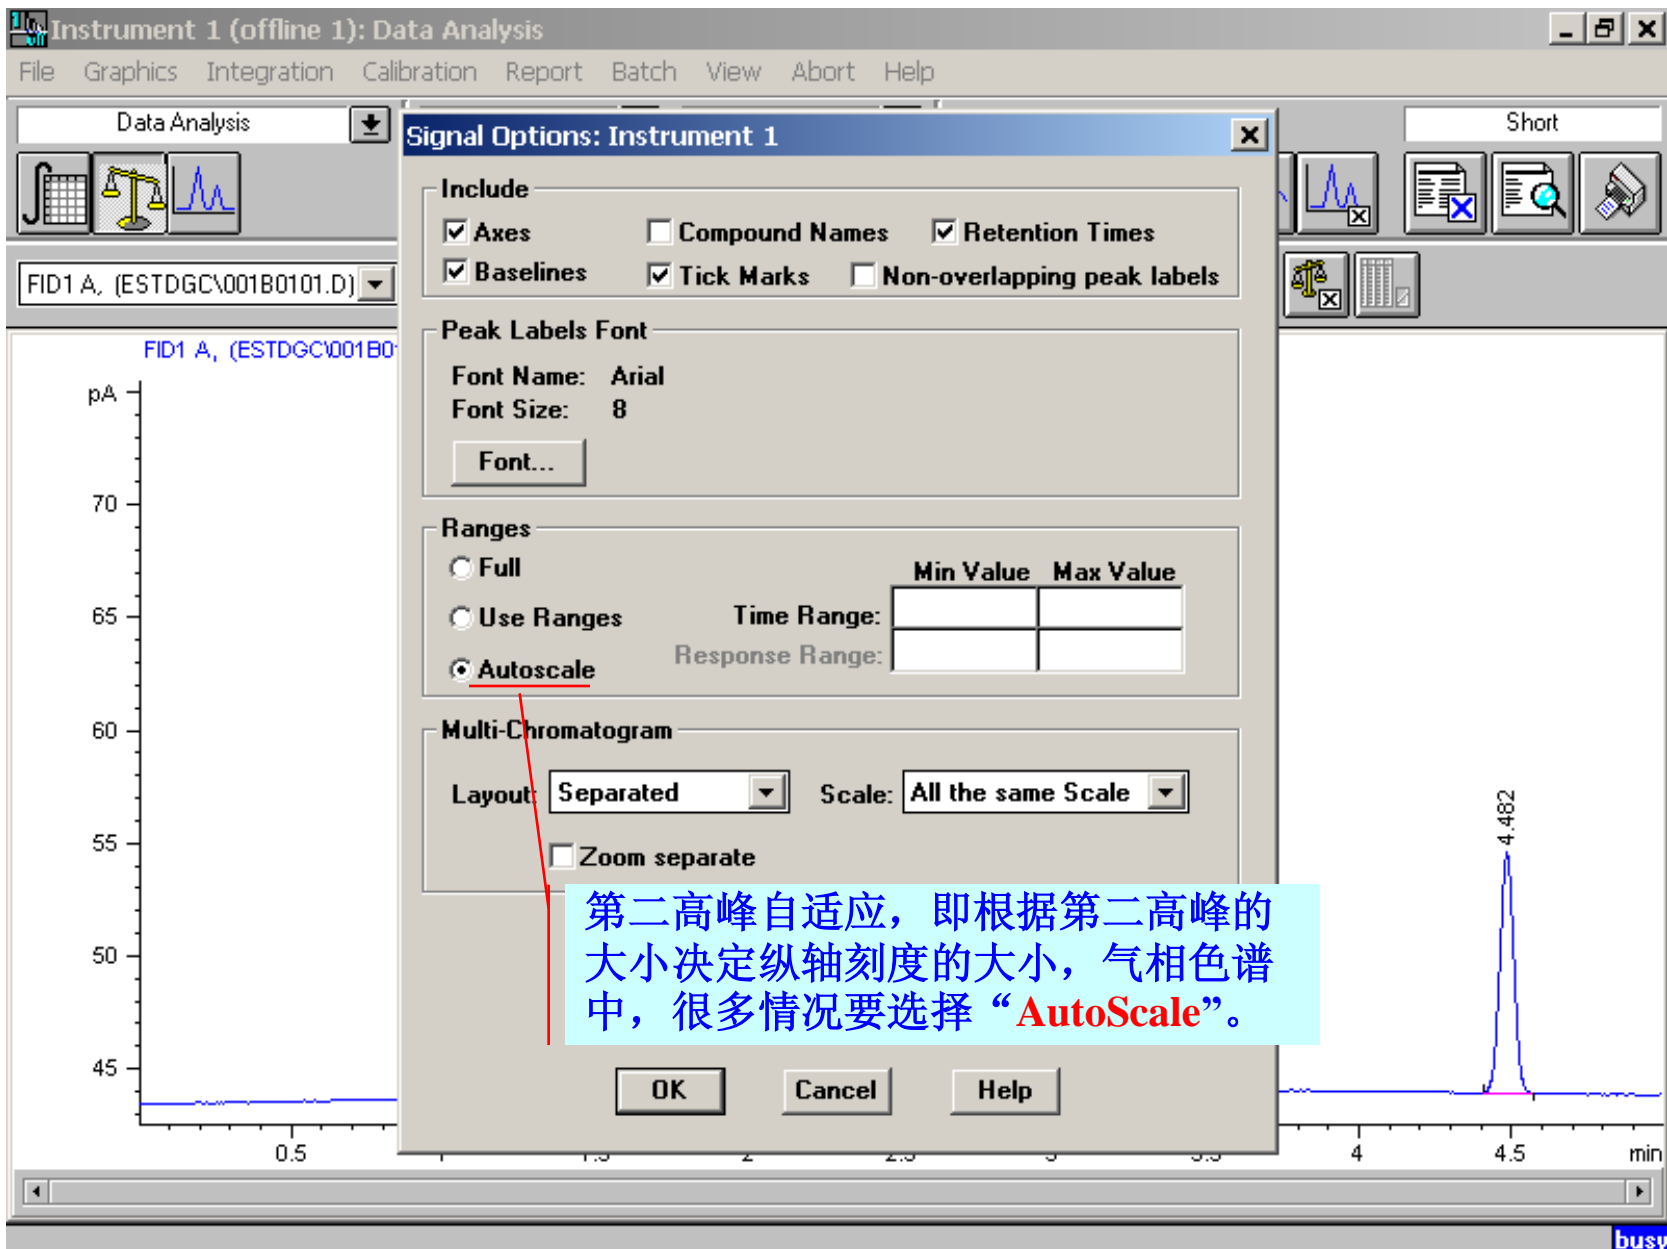 Instrument 1 (offline 1): Data Analysis
File Graphics Integration Calibration Report Batch View Abort Help
Data Analysis
Short
Signal Options: Instrument 1
Include
Axes Compound Names Retention Times
Baselines Tick Marks Non-overlapping peak labels
FID1 A, (ESTDGC\001B0101.D)
Peak Labels Font
FID1 A, (ESTDGC\001B0
Font Name: Arial
Font Size: 8
Font...
pA
70
65
60
55
50
45
Ranges
Full
Min Value Max Value
Use Ranges Time Range:
Response Range:
Autoscale
Multi-Chromatogram
Layout: Separated Scale: All the same Scale
Zoom separate
4.482
第二高峰自适应，即根据第二高峰的
大小决定纵轴刻度的大小，气相色谱
中，很多情况要选择“AutoScale”。
OK Cancel Help
0.5 4 4.5 min
busy